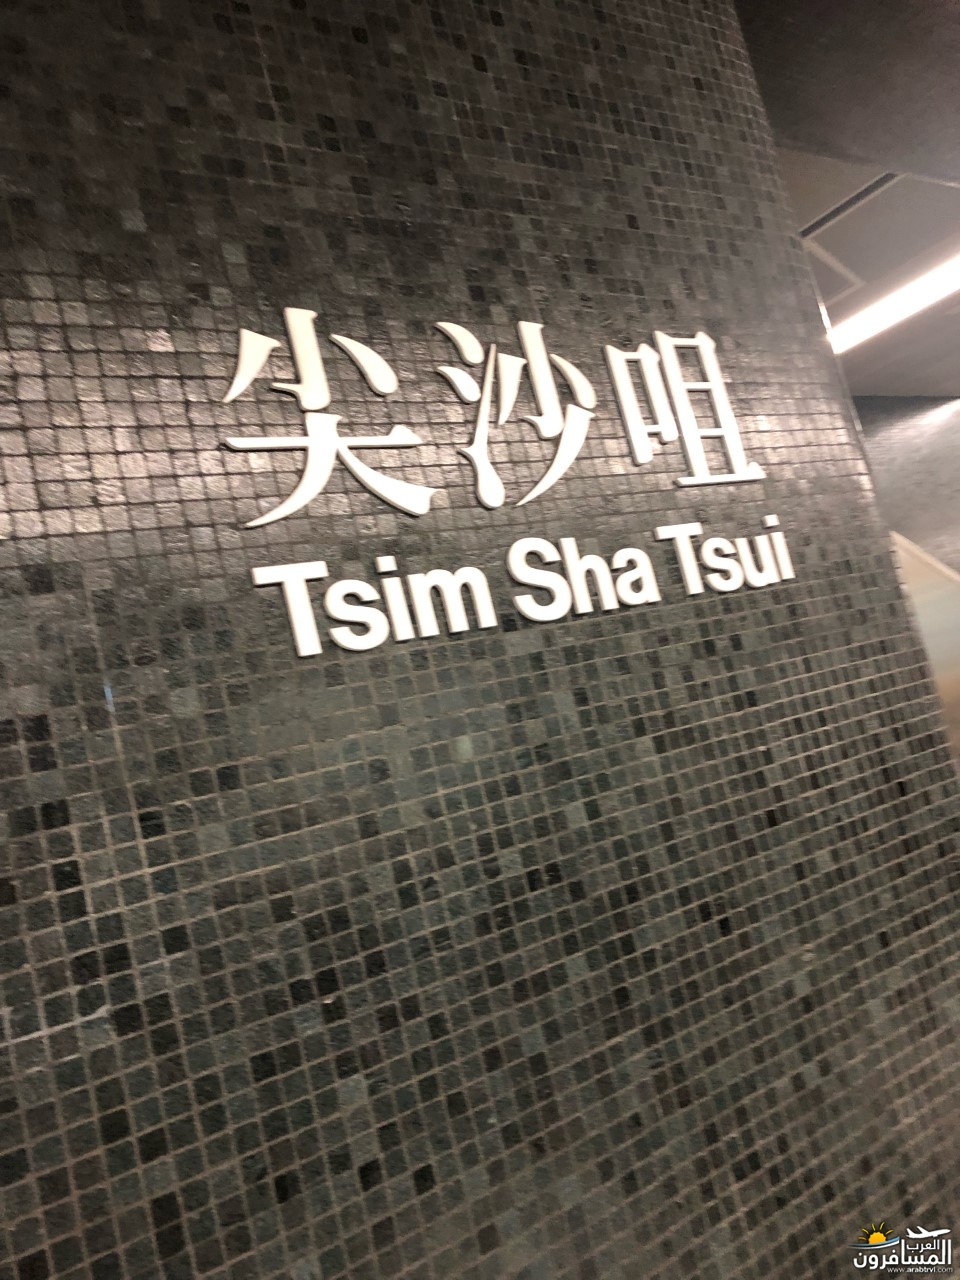 尖沙咀
Tsim Sha Tsui
العرب
المسافرون
www.arabtrvl.com